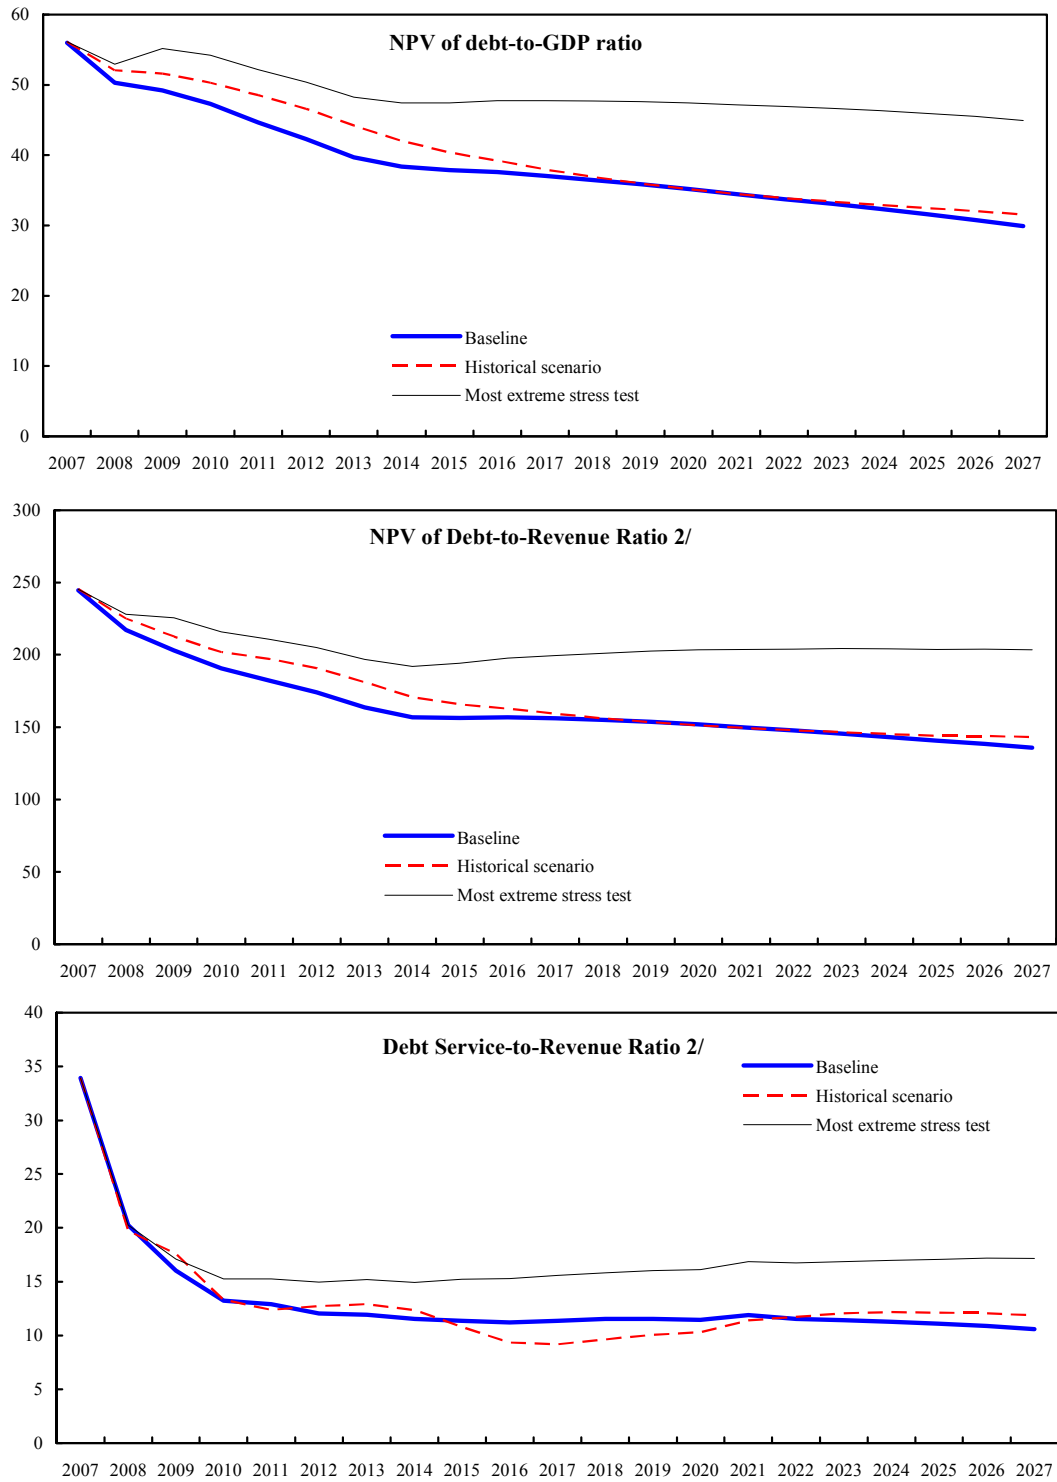 NPV of debt-to-GDP ratio
60
50
40
30
20
10
0
Baseline
Historical scenario
Most extreme stress test
2007 2008 2009 2010 2011 2012 2013 2014 2015 2016 2017 2018 2019 2020 2021 2022 2023 2024 2025 2026 2027
NPV of Debt-to-Revenue Ratio 2/
300
250
200
150
100
50
0
Baseline
Historical scenario
Most extreme stress test
2007 2008 2009 2010 2011 2012 2013 2014 2015 2016 2017 2018 2019 2020 2021 2022 2023 2024 2025 2026 2027
Debt Service-to-Revenue Ratio 2/
40
35
30
25
20
15
10
5
0
Baseline
Historical scenario
Most extreme stress test
2007 2008 2009 2010 2011 2012 2013 2014 2015 2016 2017 2018 2019 2020 2021 2022 2023 2024 2025 2026 2027